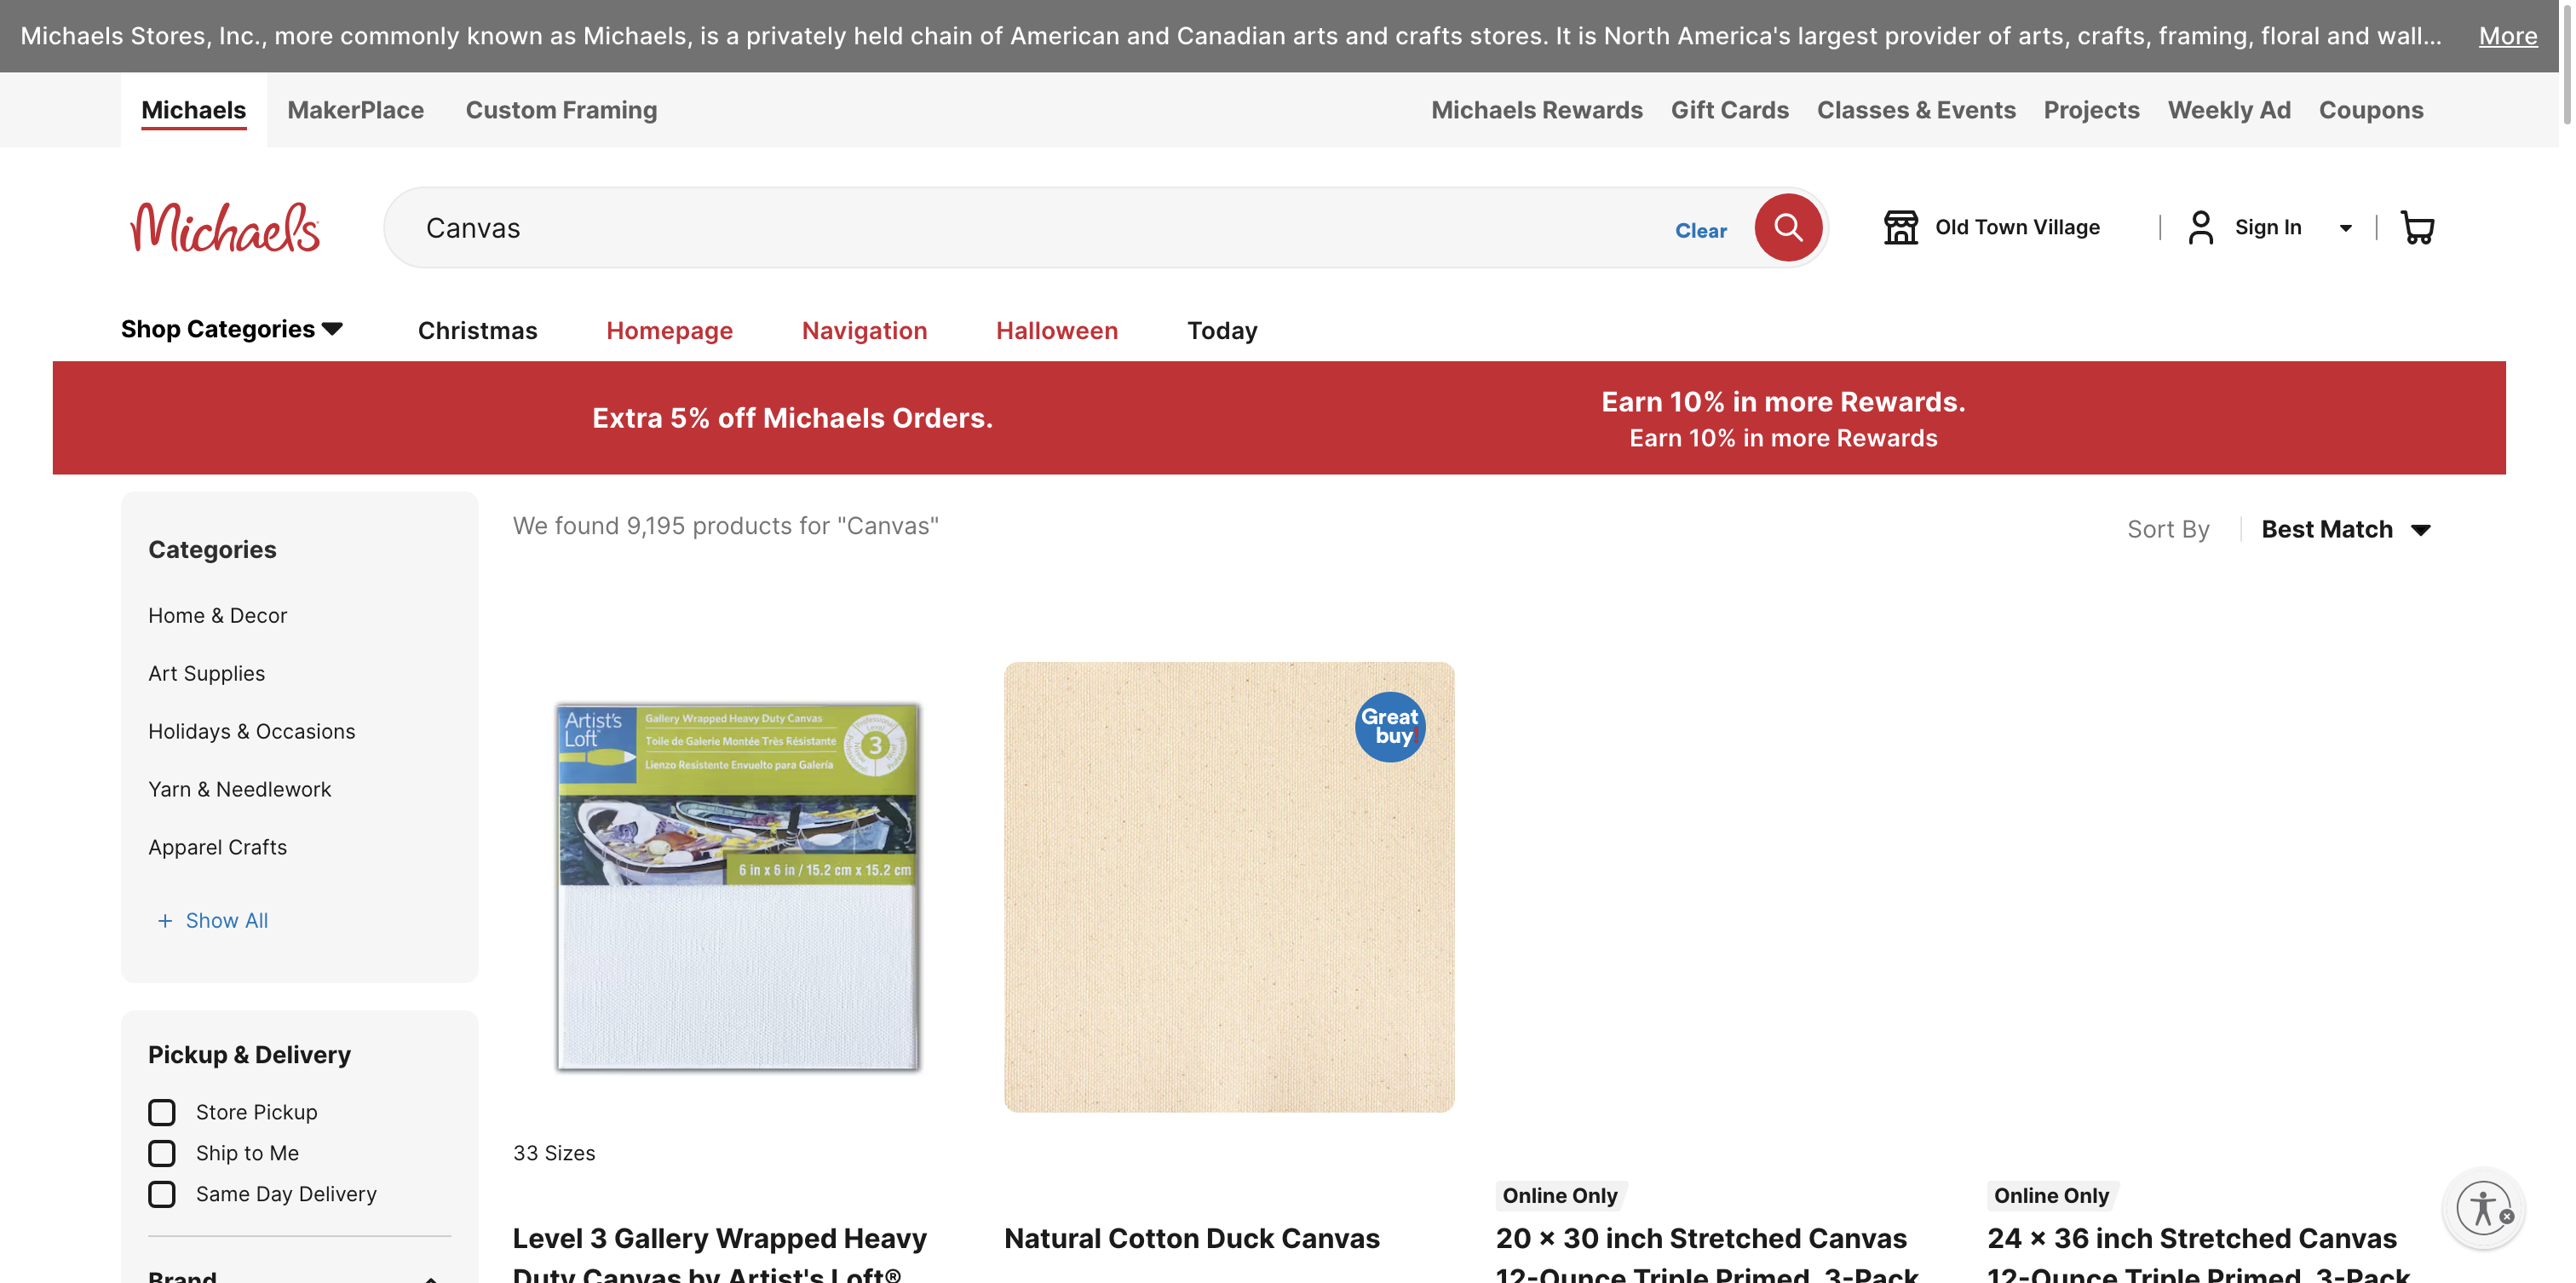 Michaels Stores, Inc., more commonly known as Michaels, is a privately held chain of American and Canadian arts and crafts stores. It is North America's largest provider of arts, crafts, framing, floral and wall... More
Michaels MakerPlace Custom Framing Michaels Rewards Gift Cards Classes & Events Projects Weekly Ad Coupons
Michaels Canvas Clear Old Town Village Sign In
Shop Categories Christmas Homepage Navigation Halloween Today
Extra 5% off Michaels Orders.
Earn 10% in more Rewards.
Earn 10% in more Rewards
We found 9,195 products for "Canvas"
Sort By Best Match
Categories
Home & Decor
Art Supplies
Holidays & Occasions
Yarn & Needlework
Apparel Crafts
+ Show All
Pickup & Delivery
Store Pickup
Ship to Me
Same Day Delivery
Brand
Artist's
Loft
Gallery Wrapped Heavy Duty Canvas
Toile de Galerie Montée Très Résistante
Lienzo Resistente Envuelto para Galería
3
6 in x 6 in / 15.2 cm x 15.2 cm
33 Sizes
Level 3 Gallery Wrapped Heavy
Duty Canvas by Artist's Loft®
Great
buy!
Natural Cotton Duck Canvas
Online Only
20 × 30 inch Stretched Canvas
12-Ounce Triple Primed, 3-Pack
Online Only
24 × 36 inch Stretched Canvas
12-Ounce Triple Primed, 3-Pack